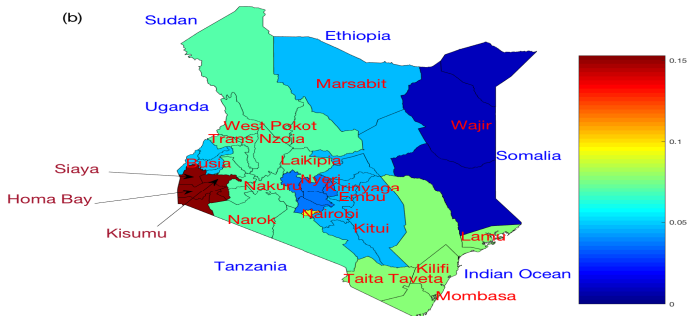 (b)
Sudan
Ethiopia
Marsabit
Uganda
West Pokot
Wajir
Trans Nzoia
Somalia
Busia
Laikipia
Siaya
Nyeri
Nakuru
Kirinyaga
Homa Bay
Embu
Nairobi
Narok
Kisumu
Kitui
Lamu
Tanzania
Kilifi
Indian Ocean
Taita Taveta
Mombasa
0.15
0.1
0.05
0